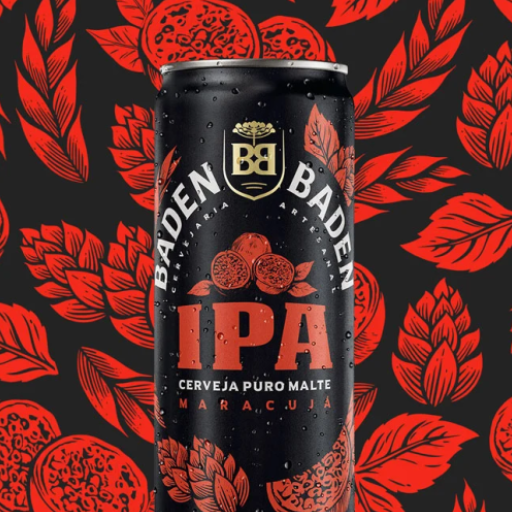 BB
BADEN BADEN
CERVEJARIA ARTESANAL
IPA
CERVEJA PURO MALTE
MARACUJÁ